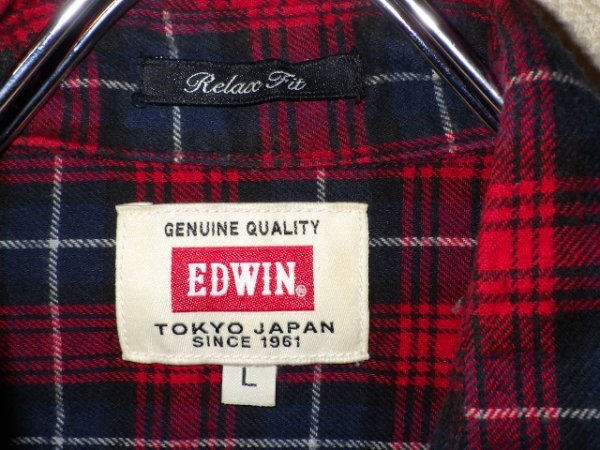 Relax Fit
GENUINE QUALITY
EDWIN®
TOKYO JAPAN
SINCE 1961
L